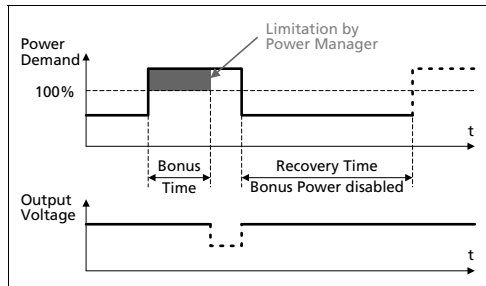 Limitation by
Power Manager
Power
Demand
100%
t
Bonus
Time
Recovery Time
Bonus Power disabled
Output
Voltage
t